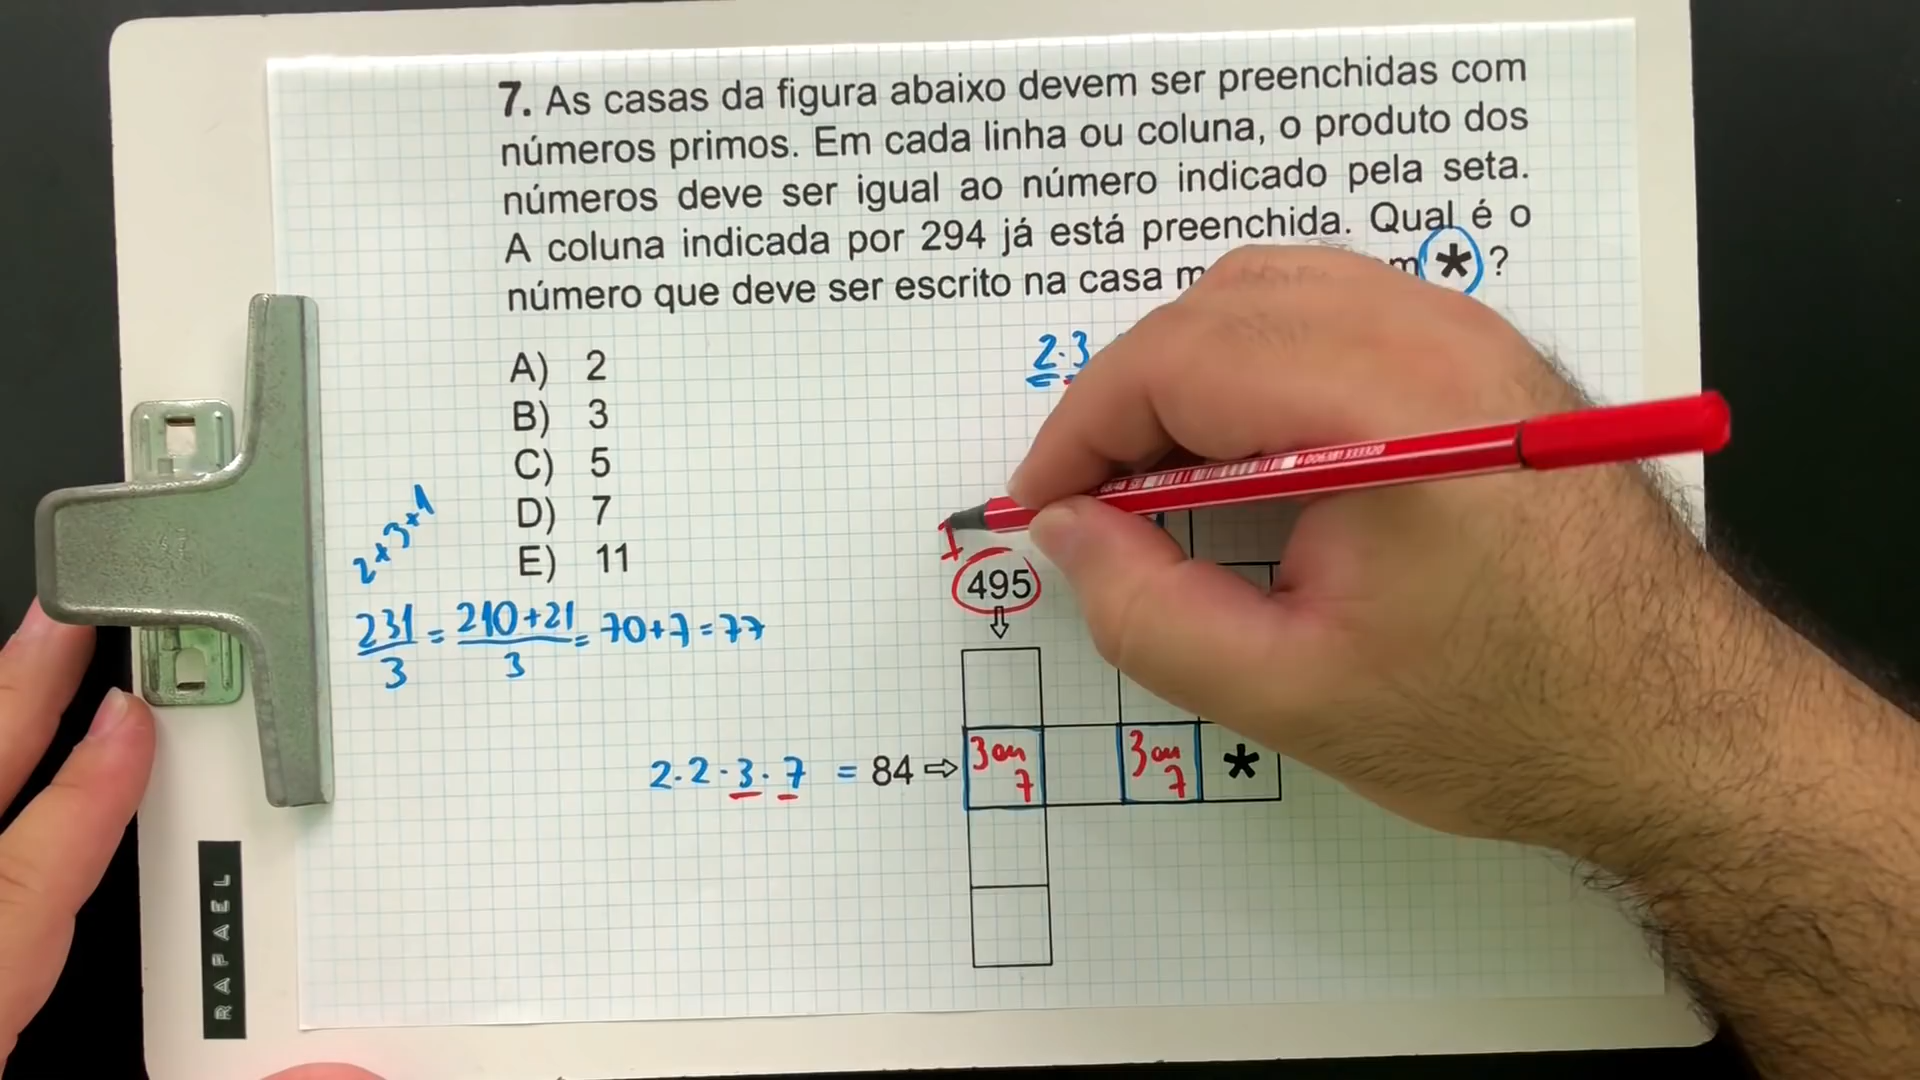 7. As casas da figura abaixo devem ser preenchidas com
números primos. Em cada linha ou coluna, o produto dos
números deve ser igual ao número indicado pela seta.
A coluna indicada por 294 já está preenchida. Qual é o
número que deve ser escrito na casa m m * ?
2·3
A) 2
B) 3
C) 5
D) 7
E) 11
2×3×1
231/3 = 210+21/3 = 70+7=77
495
⇩
2·2·3·7 = 84 ⇨ 3 ou 7 3 ou 7 *
RAFAEL